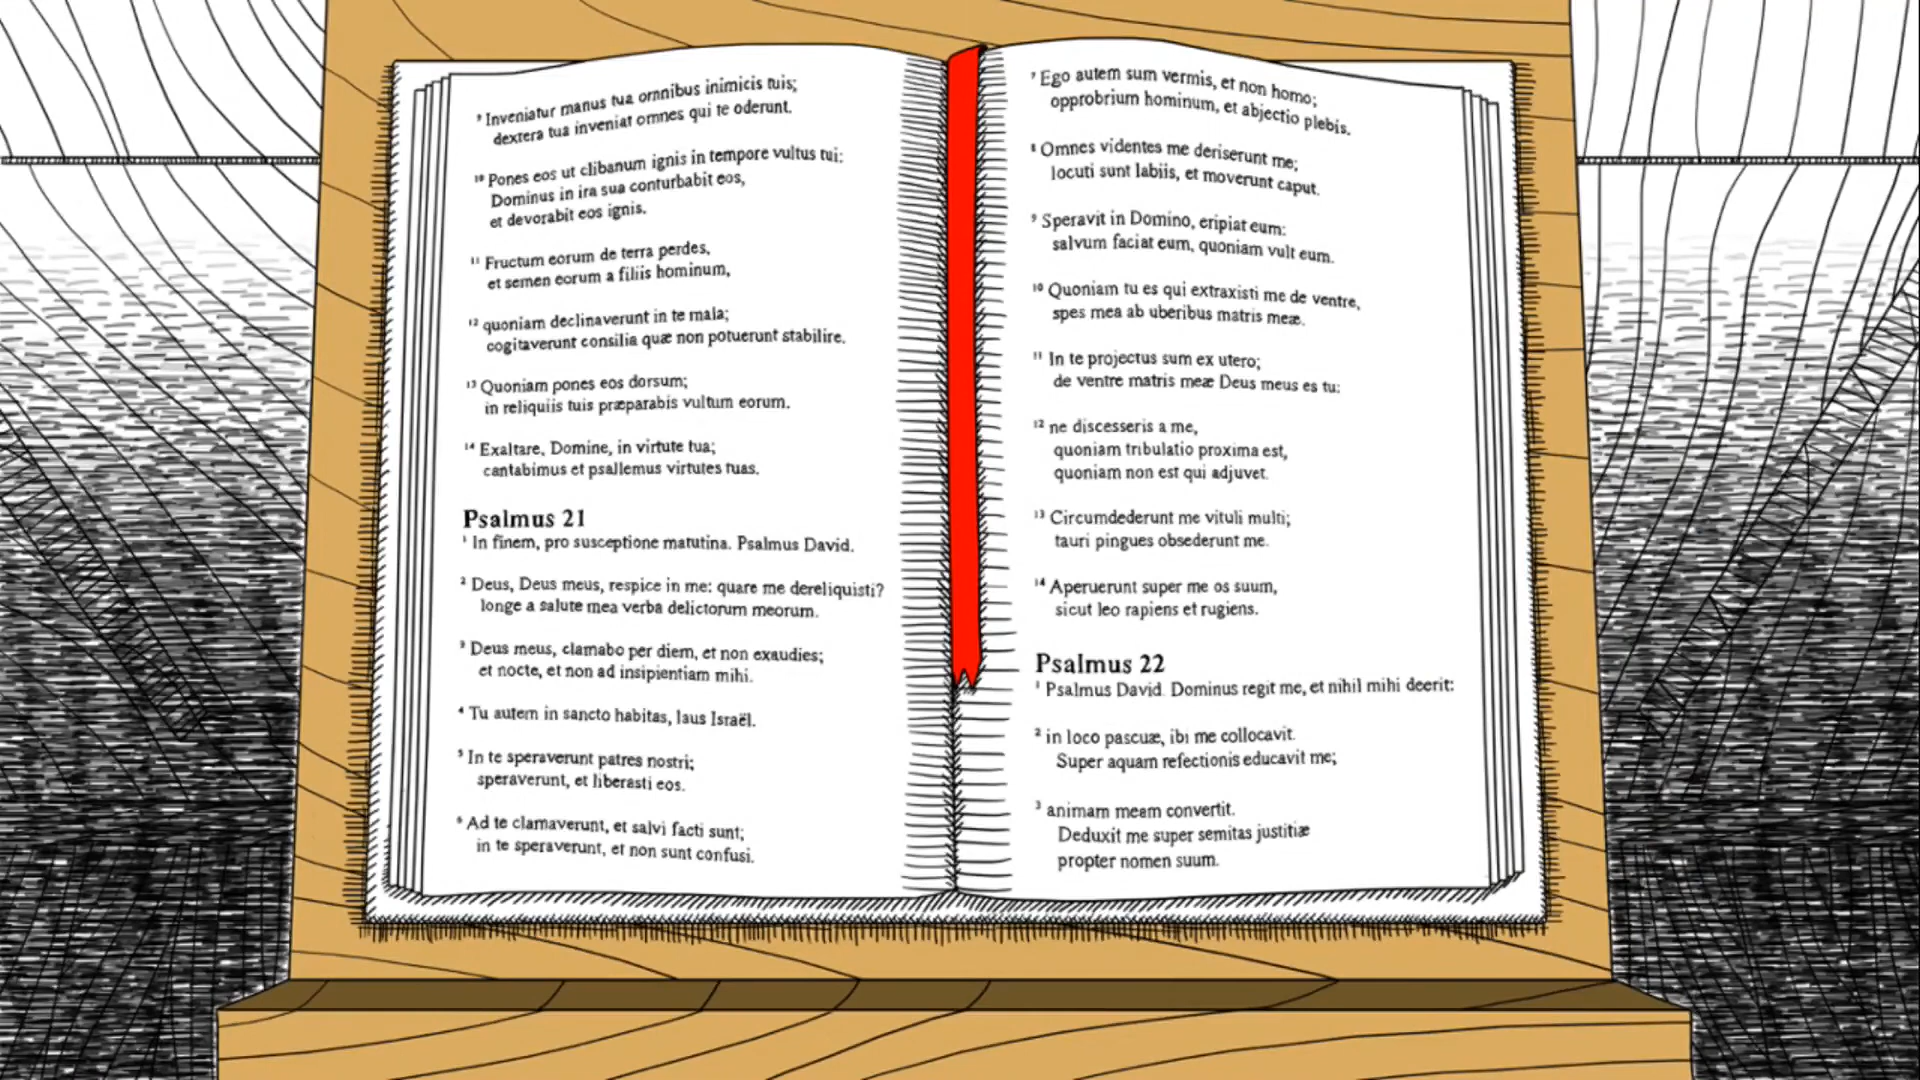 9 Inveniatur manus tua omnibus inimicis tuis;
dextera tua inveniat omnes qui te oderunt.
10 Pones eos ut clibanum ignis in tempore vultus tui:
Dominus in ira sua conturbabit eos,
et devorabit eos ignis.
11 Fructum eorum de terra perdes,
et semen eorum a filiis hominum,
12 quoniam declinaverunt in te mala;
cogitaverunt consilia quæ non potuerunt stabilire.
13 Quoniam pones eos dorsum;
in reliquiis tuis præparabis vultum eorum.
14 Exaltare, Domine, in virtute tua;
cantabimus et psallemus virtutes tuas.
Psalmus 21
1 In finem, pro susceptione matutina. Psalmus David.
2 Deus, Deus meus, respice in me: quare me dereliquisti?
longe a salute mea verba delictorum meorum.
3 Deus meus, clamabo per diem, et non exaudies;
et nocte, et non ad insipientiam mihi.
4 Tu autem in sancto habitas, laus Israël.
5 In te speraverunt patres nostri;
speraverunt, et liberasti eos.
6 Ad te clamaverunt, et salvi facti sunt;
in te speraverunt, et non sunt confusi.
7 Ego autem sum vermis, et non homo;
opprobrium hominum, et abjectio plebis.
8 Omnes videntes me deriserunt me;
locuti sunt labiis, et moverunt caput.
9 Speravit in Domino, eripiat eum:
salvum faciat eum, quoniam vult eum.
10 Quoniam tu es qui extraxisti me de ventre,
spes mea ab uberibus matris meæ.
11 In te projectus sum ex utero;
de ventre matris meæ Deus meus es tu:
12 ne discesseris a me,
quoniam tribulatio proxima est,
quoniam non est qui adjuvet.
13 Circumdederunt me vituli multi;
tauri pingues obsederunt me.
14 Aperuerunt super me os suum,
sicut leo rapiens et rugiens.
Psalmus 22
1 Psalmus David. Dominus regit me, et nihil mihi deerit:
2 in loco pascuæ, ibi me collocavit.
Super aquam refectionis educavit me;
3 animam meam convertit.
Deduxit me super semitas justitiæ
propter nomen suum.